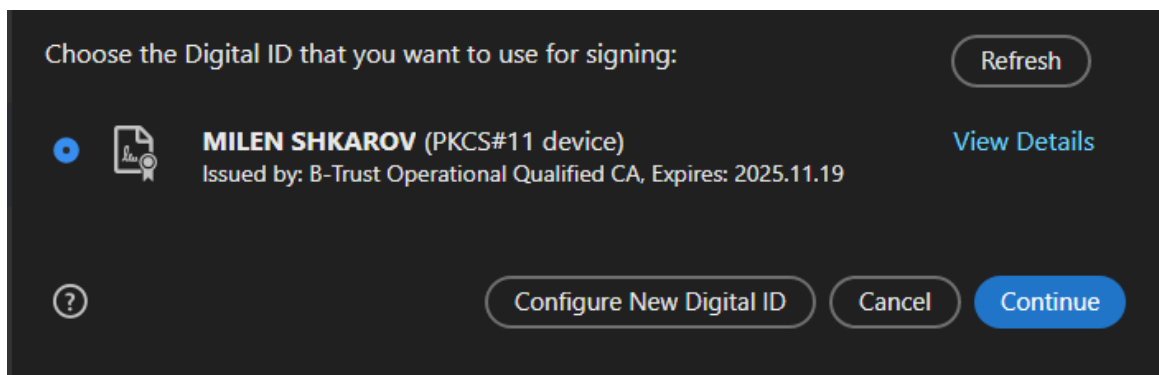 Choose the Digital ID that you want to use for signing:
Refresh
MILEN SHKAROV (PKCS#11 device)
View Details
Issued by: B-Trust Operational Qualified CA, Expires: 2025.11.19
?
Configure New Digital ID
Cancel
Continue